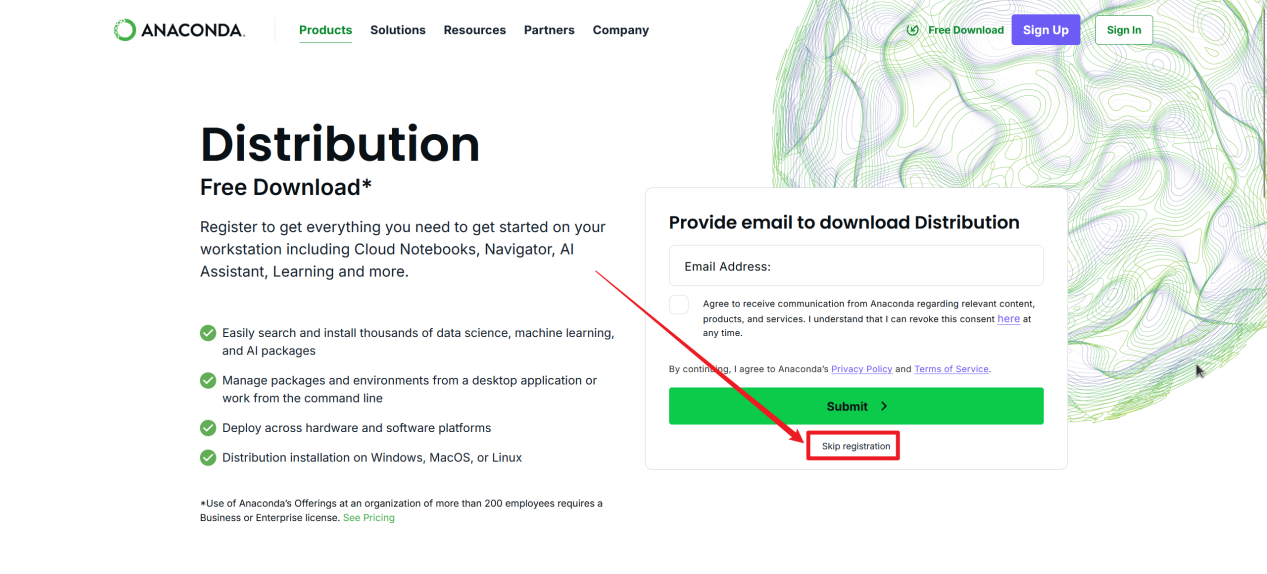 ANACONDA.
Products Solutions Resources Partners Company
Free Download Sign Up Sign In
Distribution
Free Download*
Register to get everything you need to get started on your
workstation including Cloud Notebooks, Navigator, AI
Assistant, Learning and more.
Easily search and install thousands of data science, machine learning,
and AI packages
Manage packages and environments from a desktop application or
work from the command line
Deploy across hardware and software platforms
Distribution installation on Windows, MacOS, or Linux
*Use of Anaconda's Offerings at an organization of more than 200 employees requires a
Business or Enterprise license. See Pricing
Provide email to download Distribution
Email Address:
Agree to receive communication from Anaconda regarding relevant content,
products, and services. I understand that I can revoke this consent here at
any time.
By continuing, I agree to Anaconda's Privacy Policy and Terms of Service.
Submit
Skip registration